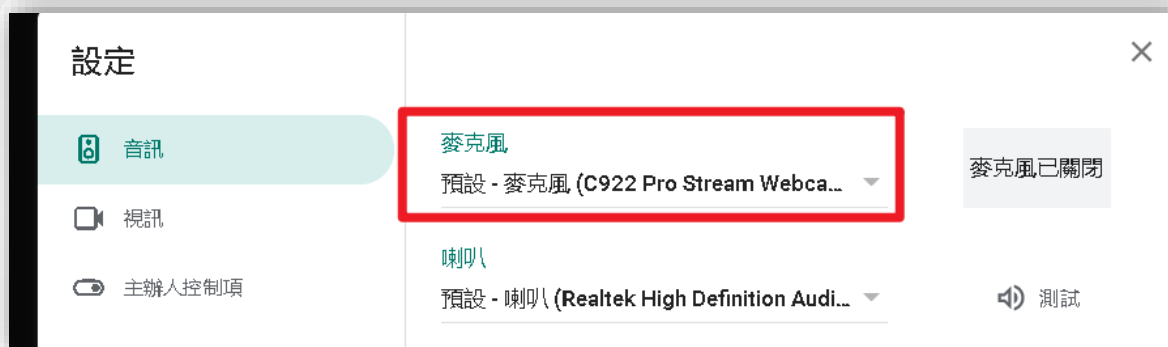 設定
音訊
視訊
主辦人控制項
麥克風
預設 - 麥克風 (C922 Pro Stream Webca...
麥克風已關閉
喇叭
預設 - 喇叭 (Realtek High Definition Audi...
測試